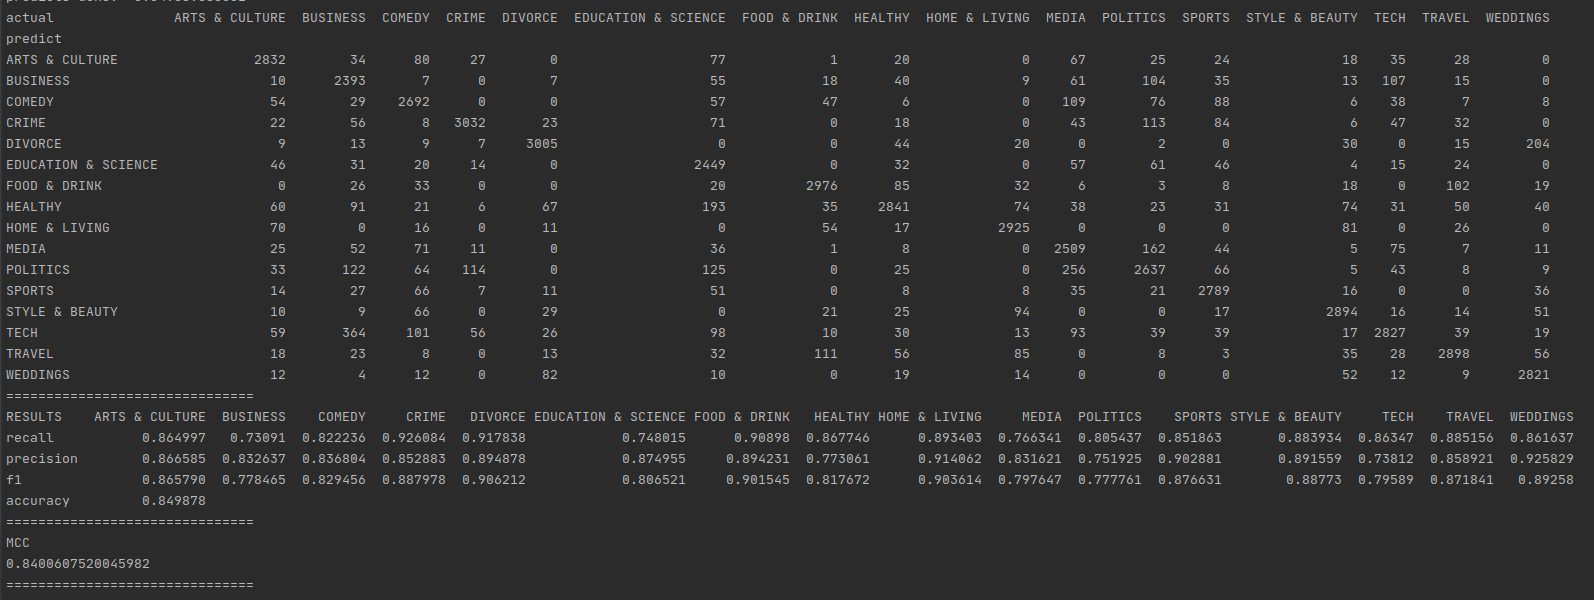 actual ARTS & CULTURE BUSINESS COMEDY CRIME DIVORCE EDUCATION & SCIENCE FOOD & DRINK HEALTHY HOME & LIVING MEDIA POLITICS SPORTS STYLE & BEAUTY TECH TRAVEL WEDDINGS
predict
ARTS & CULTURE 2832 34 80 27 0 77 1 20 0 67 25 24 18 35 28 0
BUSINESS 10 2393 7 0 7 55 18 40 9 61 104 35 13 107 15 0
COMEDY 54 29 2692 0 0 57 47 6 0 109 76 88 6 38 7 8
CRIME 22 56 8 3032 23 71 0 18 0 43 113 84 6 47 32 0
DIVORCE 9 13 9 7 3005 0 0 44 20 0 2 0 30 0 15 204
EDUCATION & SCIENCE 46 31 20 14 0 2449 0 32 0 57 61 46 4 15 24 0
FOOD & DRINK 0 26 33 0 0 20 2976 85 32 6 3 8 18 0 102 19
HEALTHY 60 91 21 6 67 193 35 2841 74 38 23 31 74 31 50 40
HOME & LIVING 70 0 16 0 11 0 54 17 2925 0 0 0 81 0 26 0
MEDIA 25 52 71 11 0 36 1 8 0 2509 162 44 5 75 7 11
POLITICS 33 122 64 114 0 125 0 25 0 256 2637 66 5 43 8 9
SPORTS 14 27 66 7 11 51 0 8 8 35 21 2789 16 0 0 36
STYLE & BEAUTY 10 9 66 0 29 0 21 25 94 0 0 17 2894 16 14 51
TECH 59 364 101 56 26 98 10 30 13 93 39 39 17 2827 39 19
TRAVEL 18 23 8 0 13 32 111 56 85 0 8 3 35 28 2898 56
WEDDINGS 12 4 12 0 82 10 0 19 14 0 0 0 52 12 9 2821
===============================
RESULTS ARTS & CULTURE BUSINESS COMEDY CRIME DIVORCE EDUCATION & SCIENCE FOOD & DRINK HEALTHY HOME & LIVING MEDIA POLITICS SPORTS STYLE & BEAUTY TECH TRAVEL WEDDINGS
recall 0.864997 0.73091 0.822236 0.926084 0.917838 0.748015 0.90898 0.867746 0.893403 0.766341 0.805437 0.851863 0.883934 0.86347 0.885156 0.861637
precision 0.866585 0.832637 0.836804 0.852883 0.894878 0.874955 0.894231 0.773061 0.914062 0.831621 0.751925 0.902881 0.891559 0.73812 0.858921 0.925829
f1 0.865790 0.778465 0.829456 0.887978 0.906212 0.806521 0.901545 0.817672 0.903614 0.797647 0.777761 0.876631 0.88773 0.79589 0.871841 0.89258
accuracy 0.849878
===============================
MCC
0.8400607520045982
===============================